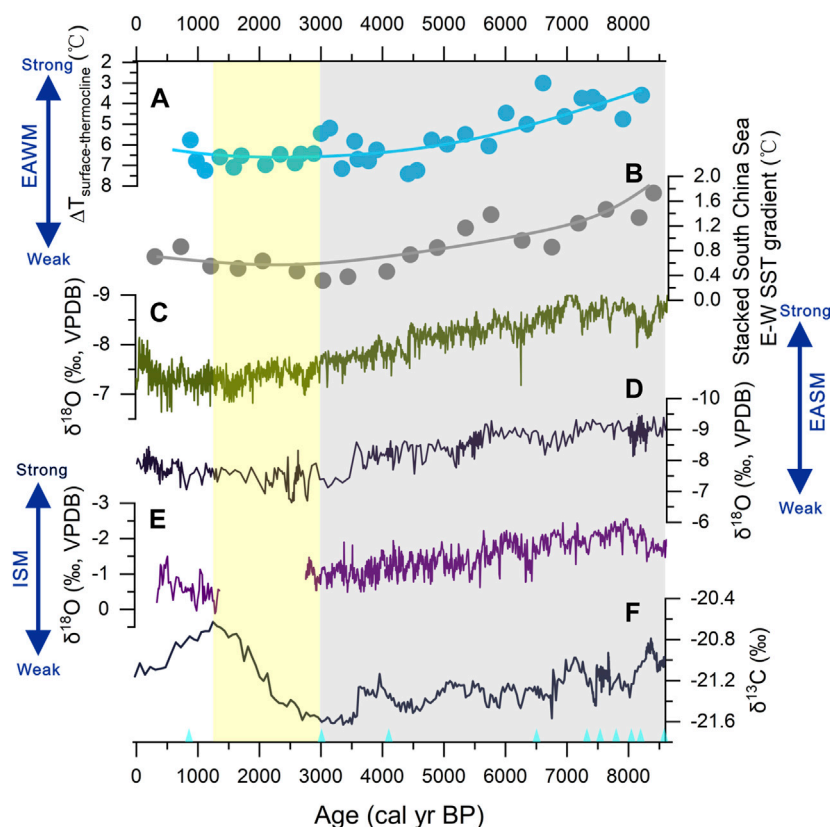 0 1000 2000 3000 4000 5000 6000 7000 8000
Strong
EAWM
Weak
ΔT surface-thermocline (℃)
2
3
4
5
6
7
8
A
B
2.0
1.6
1.2
0.8
0.4
0.0
Stacked South China Sea
E-W SST gradient (℃)
-9
-8
-7
δ18O (‰, VPDB)
C
Strong
EASM
Weak
D
-10
-9
-8
-7
-6
δ18O (‰, VPDB)
Strong
ISM
Weak
-3
-2
-1
0
δ18O (‰, VPDB)
E
F
-20.4
-20.8
-21.2
-21.6
δ13C (‰)
0 1000 2000 3000 4000 5000 6000 7000 8000
Age (cal yr BP)